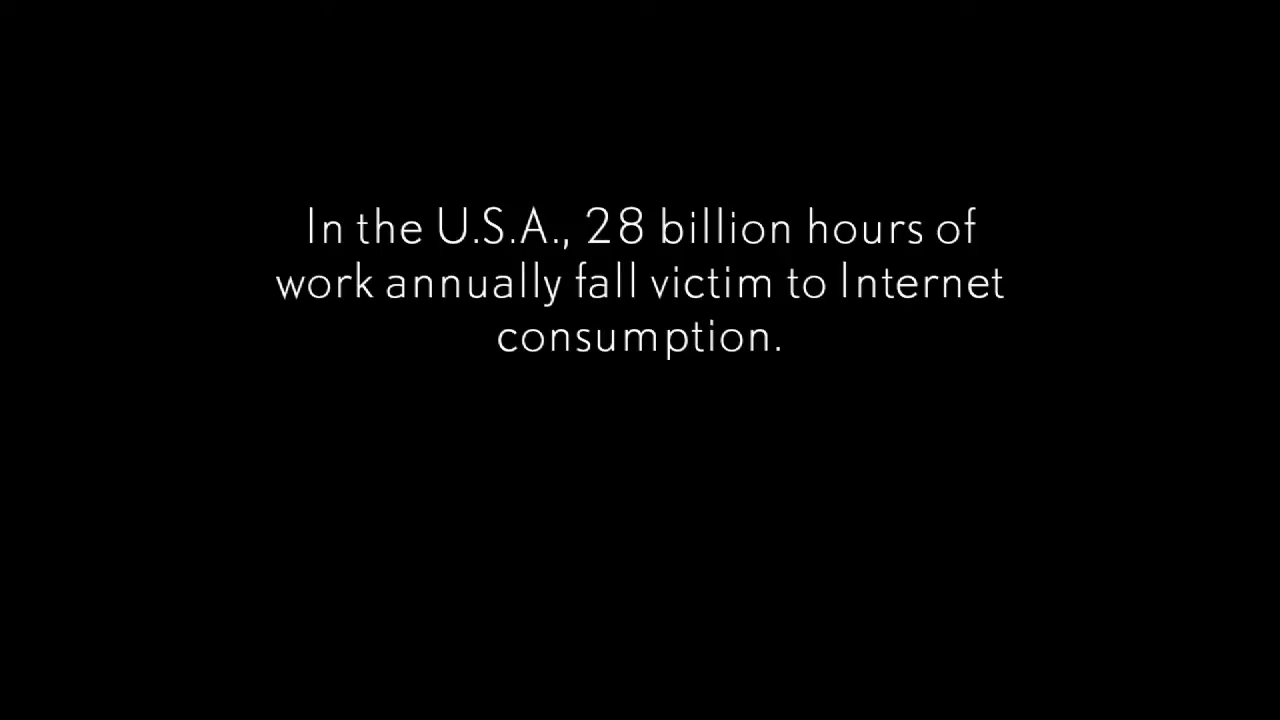 In the U.S.A., 28 billion hours of
work annually fall victim to Internet
consumption.